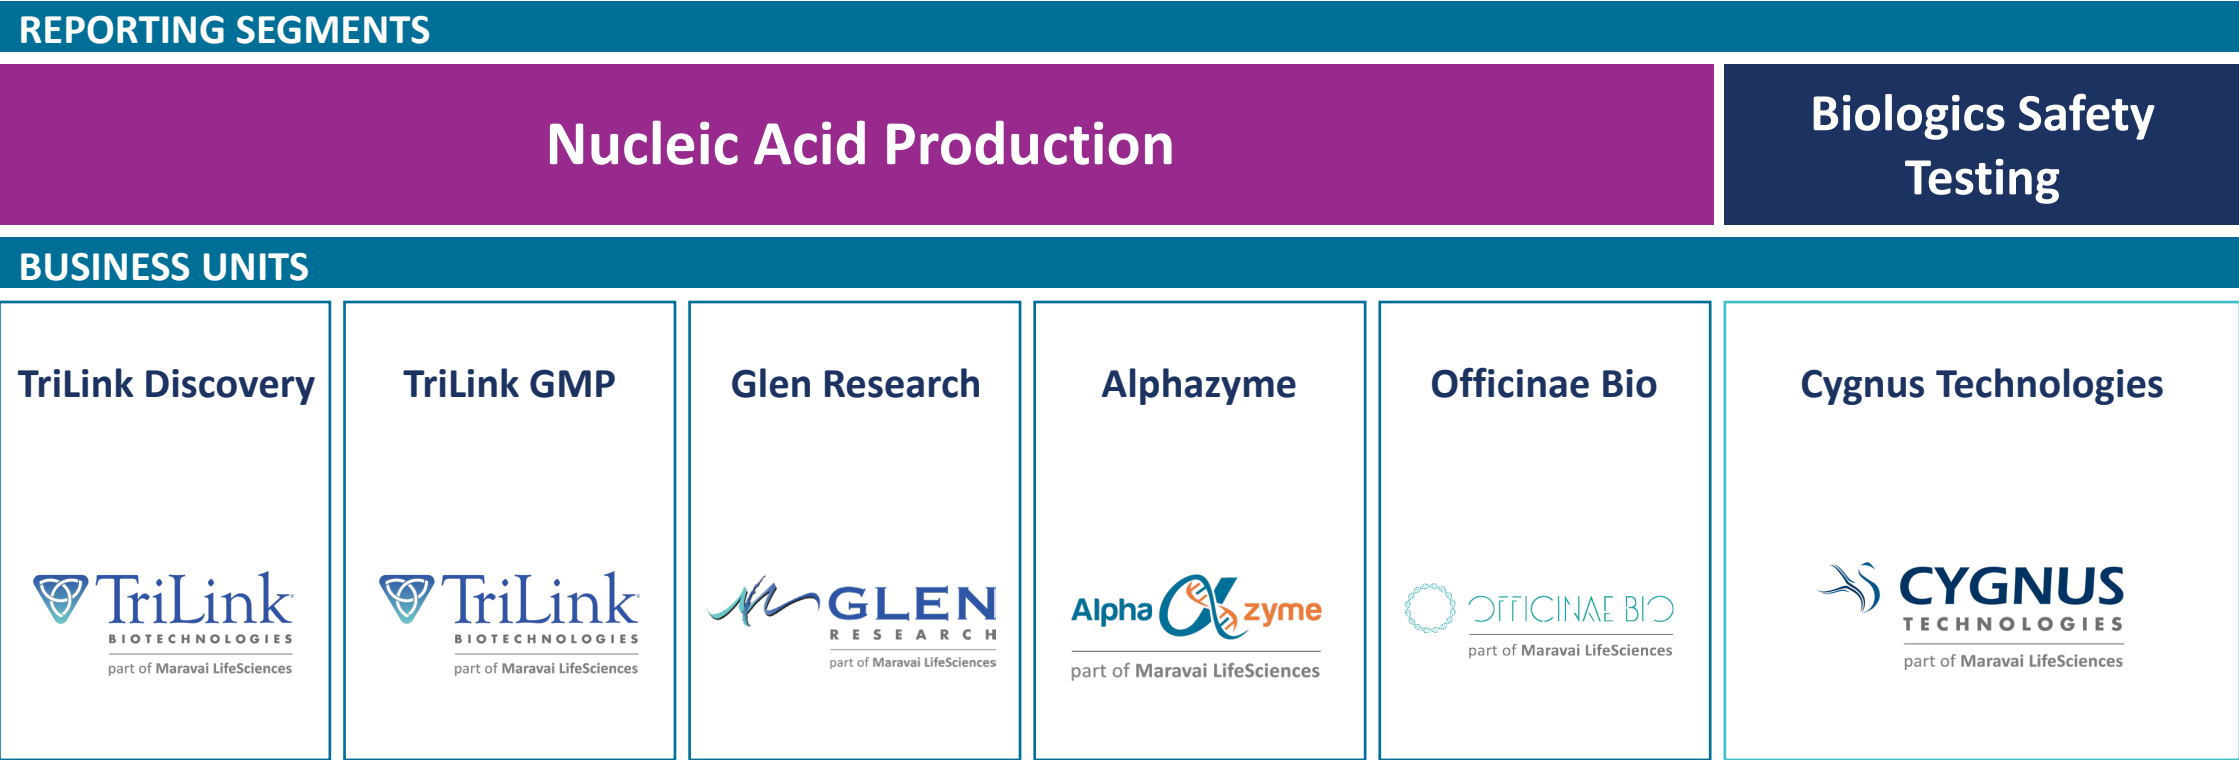 REPORTING SEGMENTS
Nucleic Acid Production
Biologics Safety
Testing
BUSINESS UNITS
TriLink Discovery
TriLink
BIOTECHNOLOGIES
part of Maravai LifeSciences
TriLink GMP
TriLink
BIOTECHNOLOGIES
part of Maravai LifeSciences
Glen Research
GLEN
RESEARCH
part of Maravai LifeSciences
Alphazyme
Alpha zyme
part of Maravai LifeSciences
Officinae Bio
OFFICINAE BIO
part of Maravai LifeSciences
Cygnus Technologies
CYGNUS
TECHNOLOGIES
part of Maravai LifeSciences